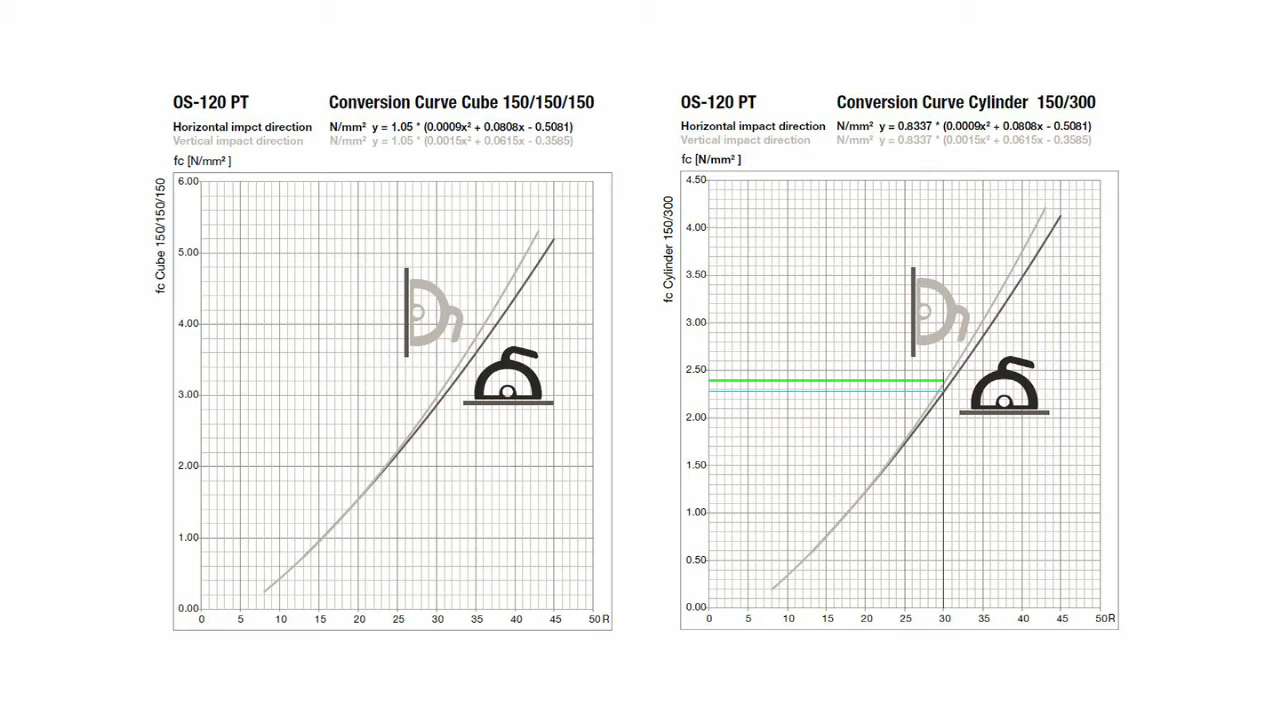 OS-120 PT Conversion Curve Cube 150/150/150
Horizontal impct direction N/mm² y = 1.05 * (0.0009x² + 0.0808x - 0.5081)
Vertical impact direction N/mm² y = 1.05 * (0.0015x² + 0.0615x - 0.3585)
fc [N/mm² ]
fc Cube 150/150/150
6.00
5.00
4.00
3.00
2.00
1.00
0.00
0 5 10 15 20 25 30 35 40 45 50 R
OS-120 PT Conversion Curve Cylinder 150/300
Horizontal impact direction N/mm² y = 0.8337 * (0.0009x² + 0.0808x - 0.5081)
Vertical impact direction N/mm² y = 0.8337 * (0.0015x² + 0.0615x - 0.3585)
fc [N/mm² ]
fc Cylinder 150/300
4.50
4.00
3.50
3.00
2.50
2.00
1.50
1.00
0.50
0.00
0 5 10 15 20 25 30 35 40 45 50R